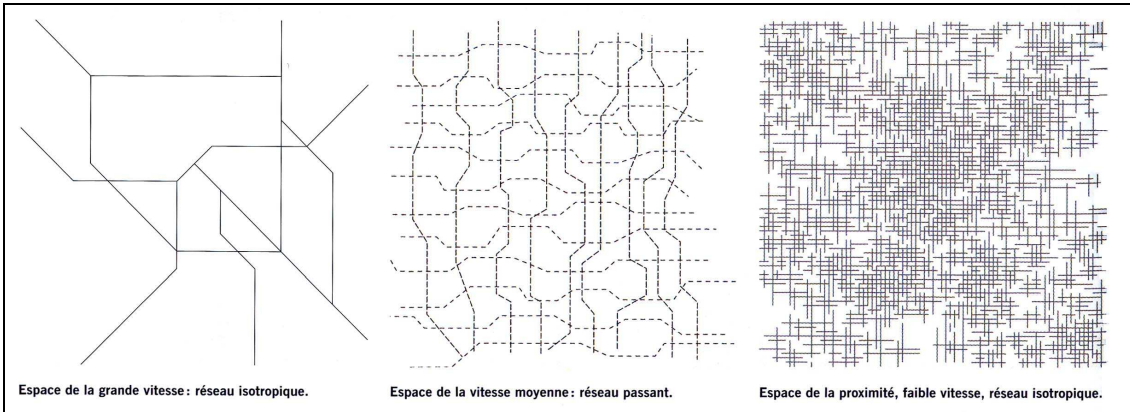 Espace de la grande vitesse : réseau isotropique.
Espace de la vitesse moyenne : réseau passant.
Espace de la proximité, faible vitesse, réseau isotropique.